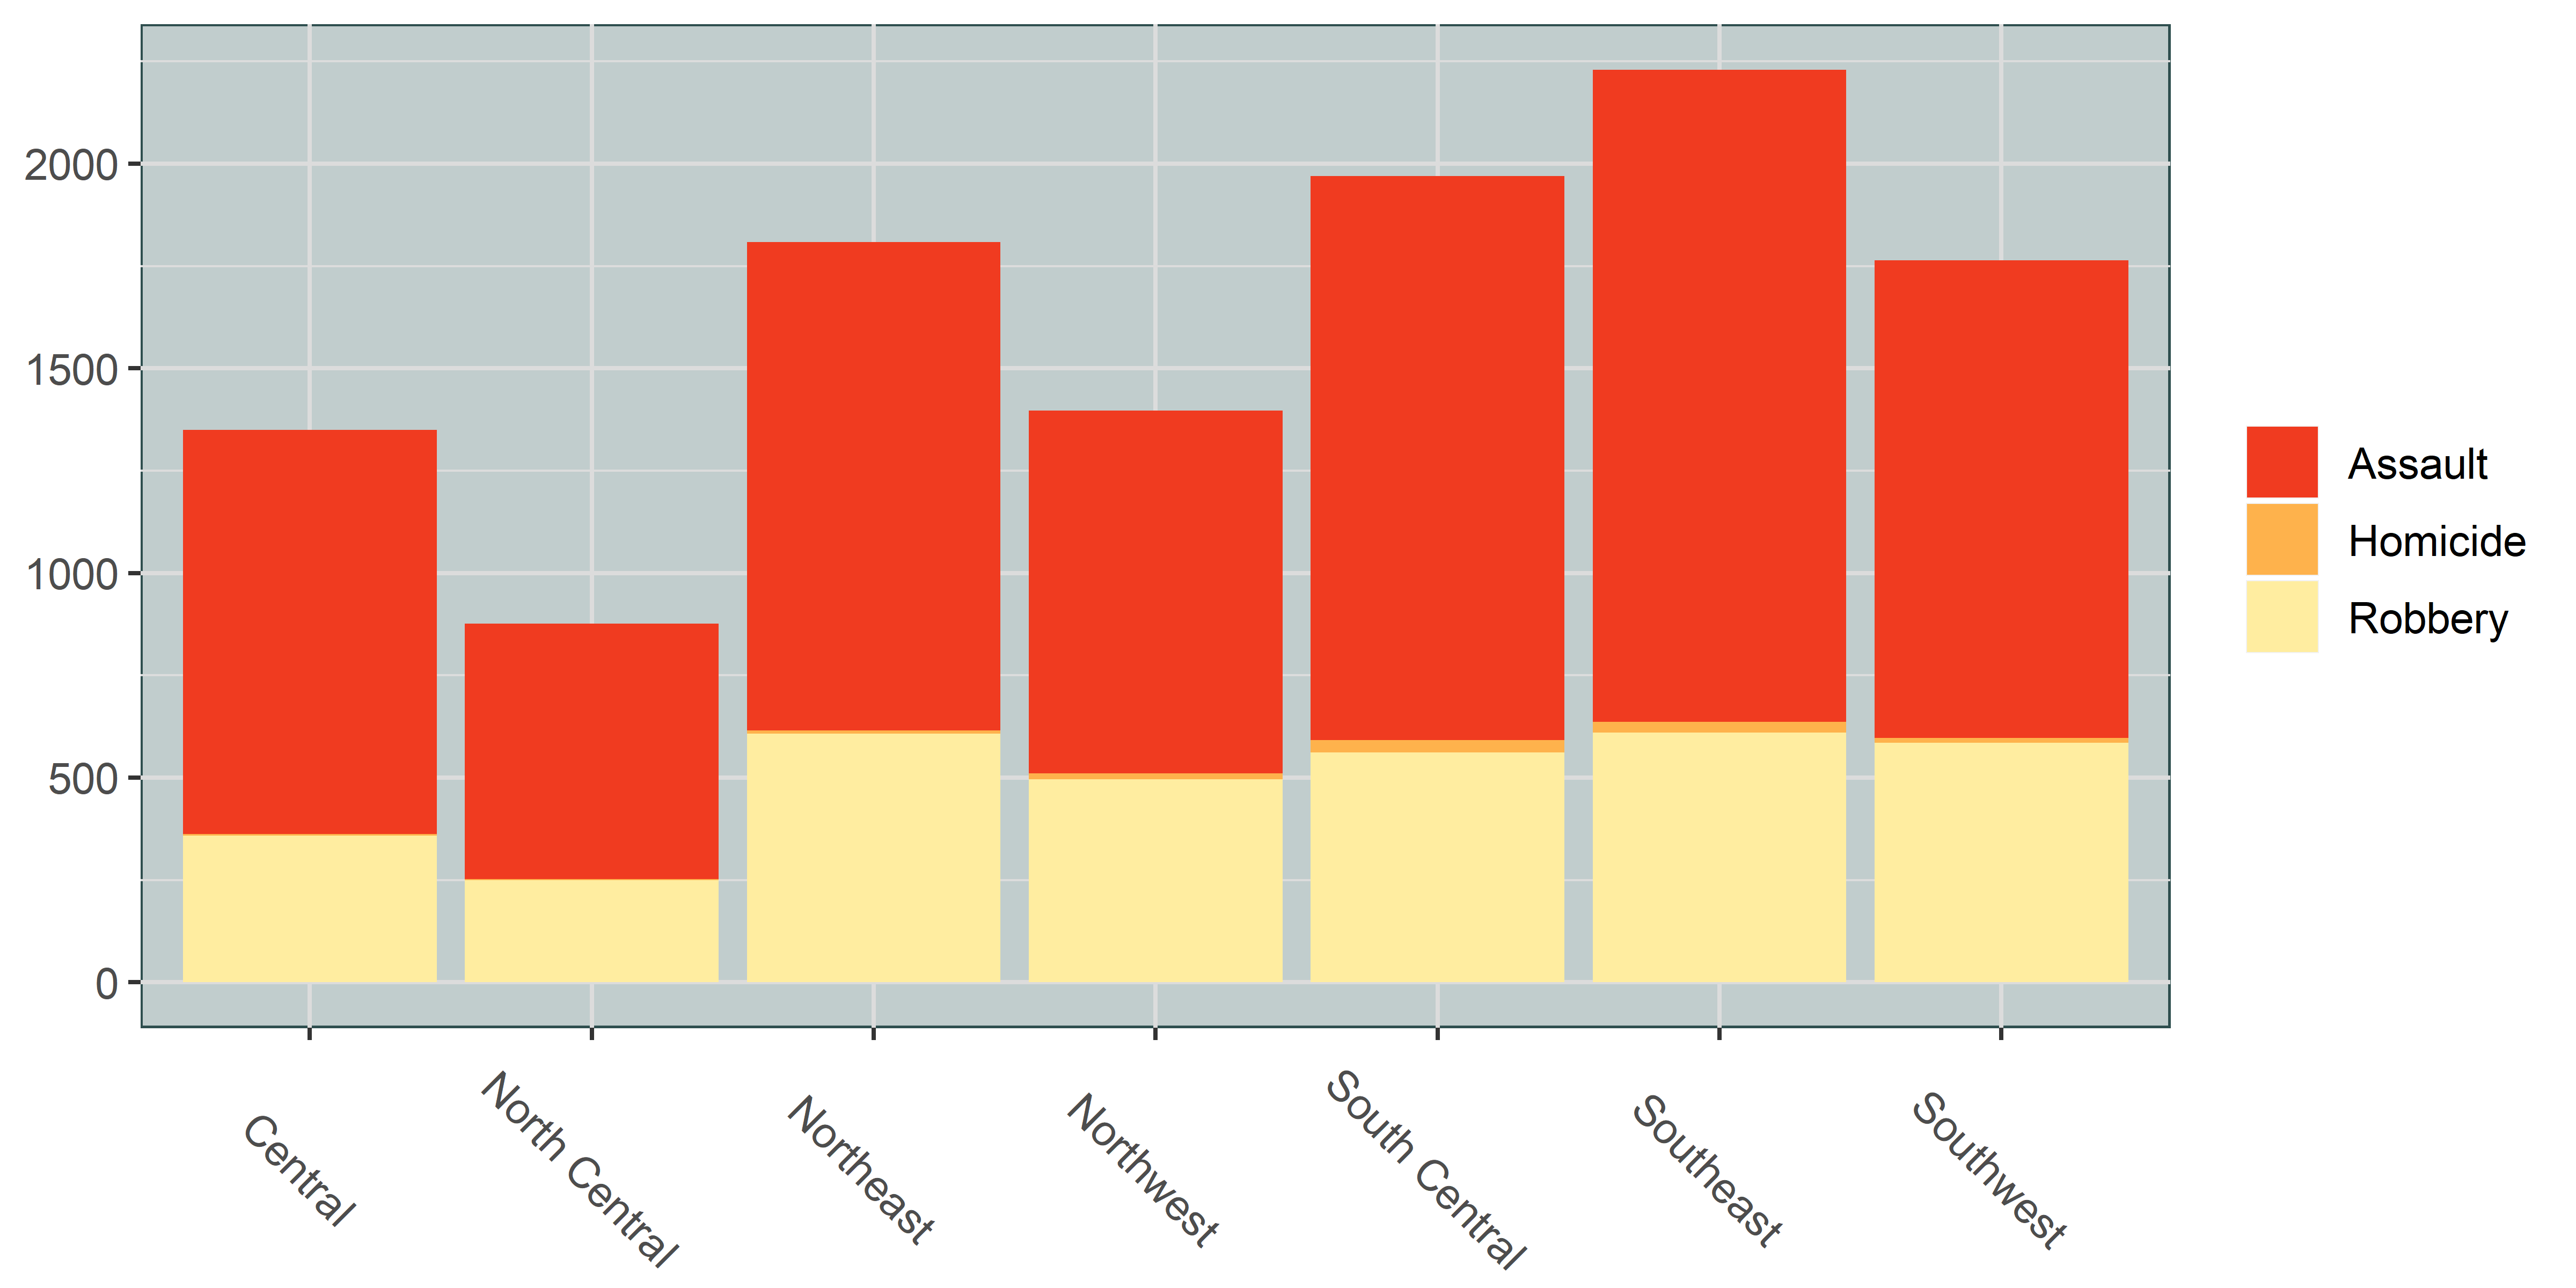 2000
1500
1000
500
0
Central
North Central
Northeast
Northwest
South Central
Southeast
Southwest
Assault
Homicide
Robbery